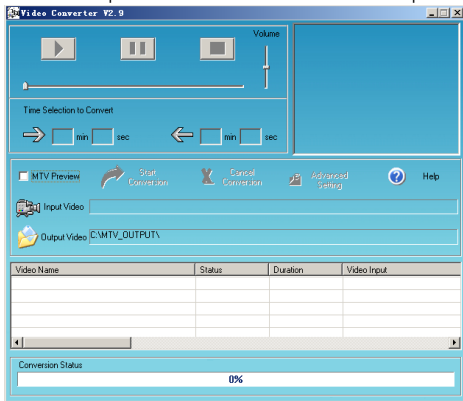 Video Converter V2.9
Volume
Time Selection to Convert
min sec min sec
MTV Preview Start Conversion Cancel Conversion Advanced Setting Help
Input Video
Output Video C:\MTV_OUTPUT\
Video Name Status Duration Video Input
Conversion Status
0%